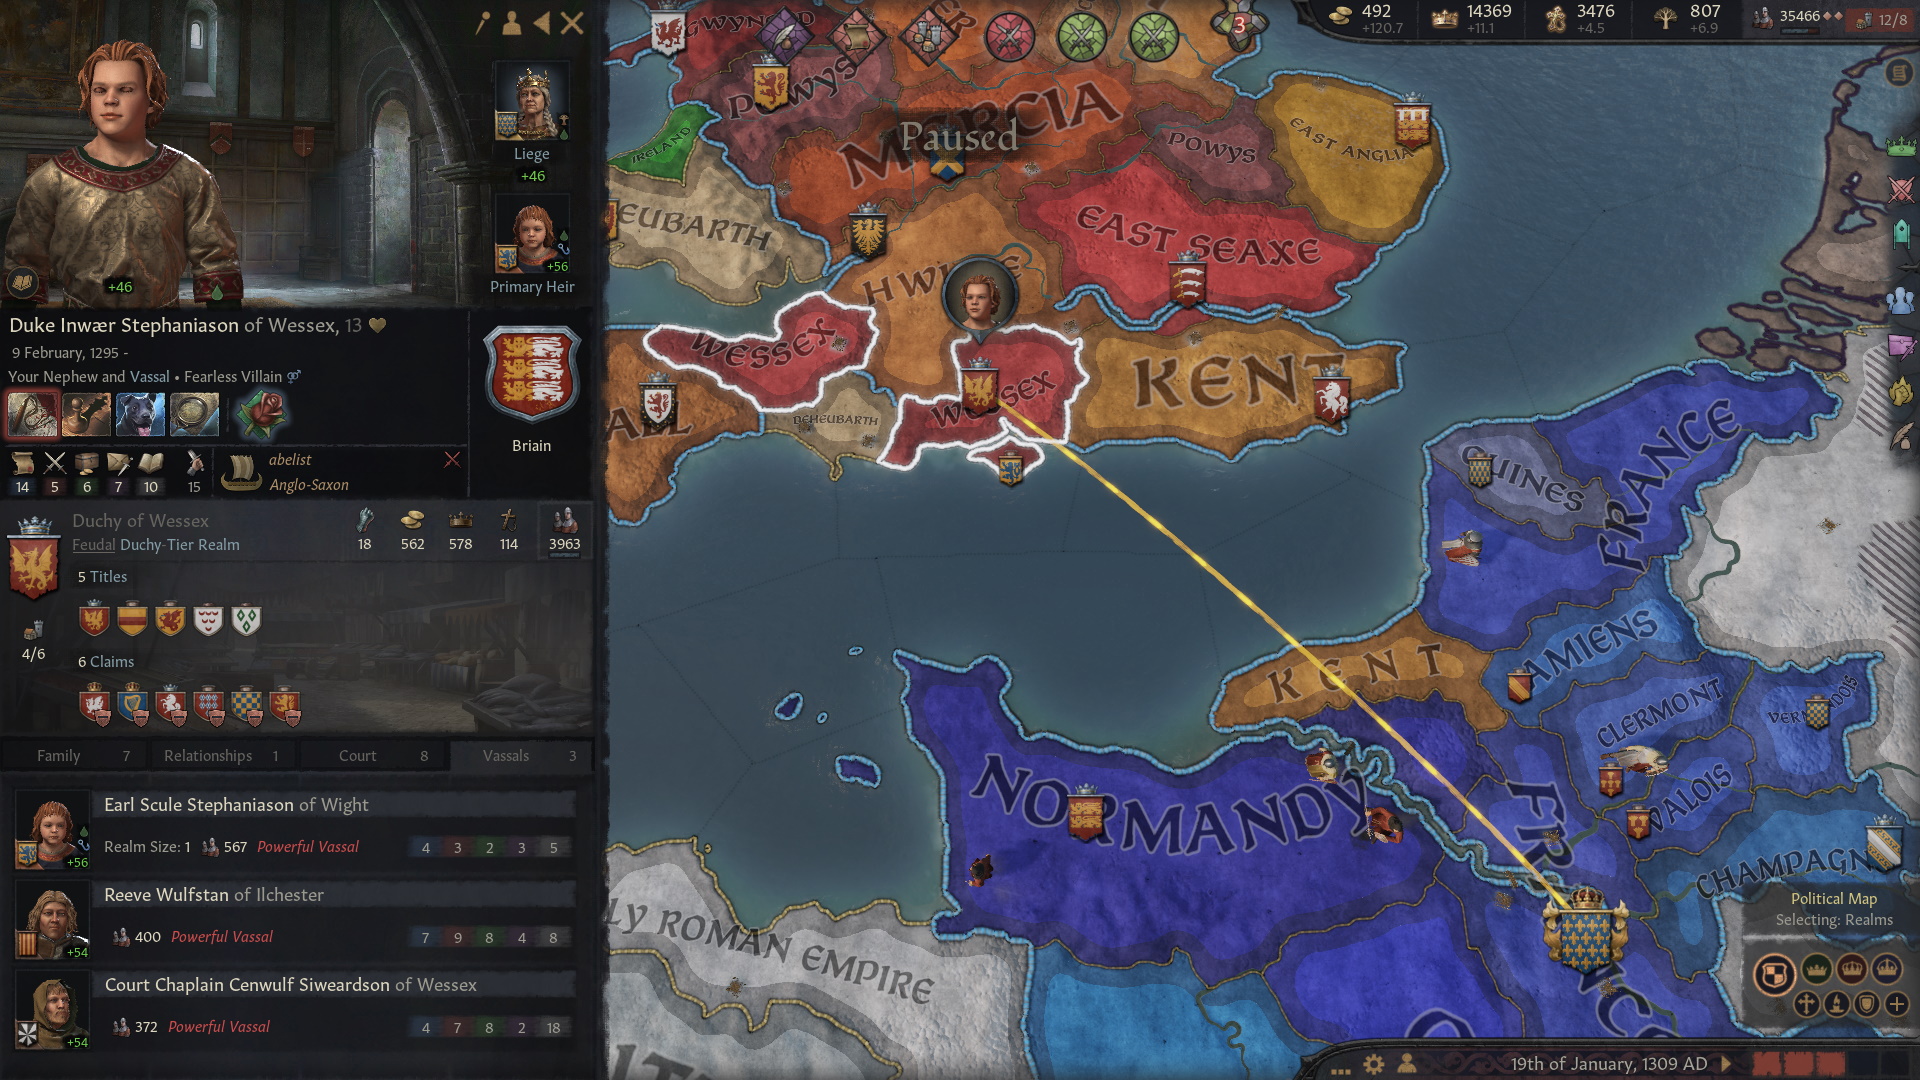 492
+120.7
14369
+11.1
3476
+4.5
807
+6.9
35466
12/8
3
Paused
Liege
+46
+56
Primary Heir
+46
Duke Inwær Stephaniason of Wessex, 13
9 February, 1295 -
Your Nephew and Vassal • Fearless Villain
Briain
14 5 6 7 10 15
abelist
Anglo-Saxon
Duchy of Wessex
Feudal Duchy-Tier Realm
18 562 578 114 3963
5 Titles
4/6
6 Claims
Family 7
Relationships 1
Court 8
Vassals 3
Earl Scule Stephaniason of Wight
Realm Size: 1 567 Powerful Vassal
4 3 2 3 5
+56
Reeve Wulfstan of Ilchester
400 Powerful Vassal
7 9 8 4 8
+54
Court Chaplain Cenwulf Siweardson of Wessex
372 Powerful Vassal
4 7 8 2 18
+54
GWYNEDD
POWYS
MERCIA
IRELAND
POWYS
EAST ANGLIA
EUBARTH
EAST SEAXE
WESSEX
DEHEUBARTH
WESSEX
KENT
GUINES
FRANCE
AMIENS
KENT
CLERMONT
NORMANDY
VALOIS
CHAMPAGN
LY ROMAN EMPIRE
Political Map
Selecting: Realms
19th of January, 1309 AD